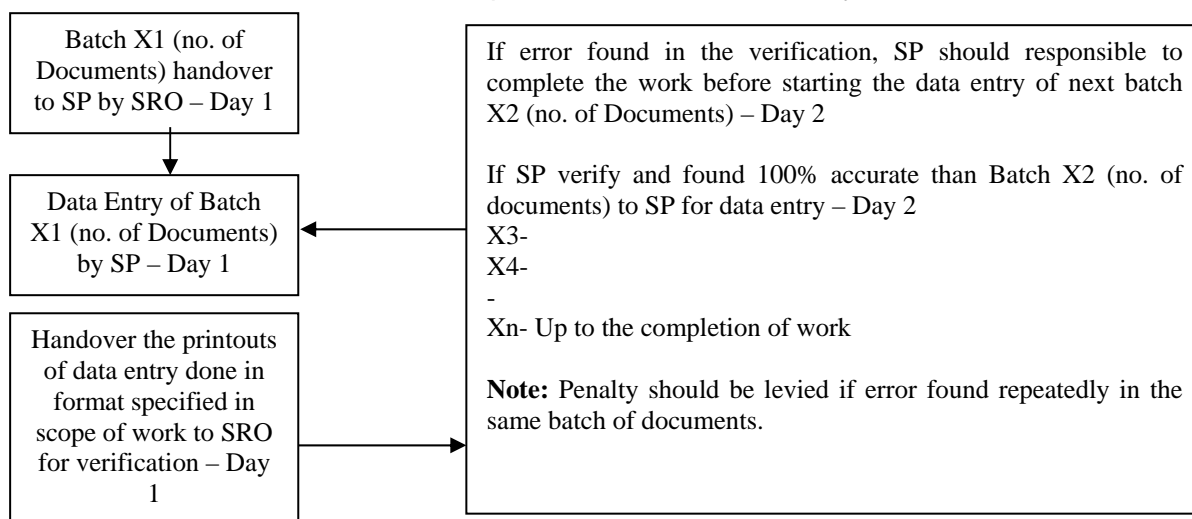 Batch X1 (no. of
Documents) handover
to SP by SRO – Day 1
Data Entry of Batch
X1 (no. of Documents)
by SP – Day 1
Handover the printouts
of data entry done in
format specified in
scope of work to SRO
for verification – Day
1
If error found in the verification, SP should responsible to
complete the work before starting the data entry of next batch
X2 (no. of Documents) – Day 2
If SP verify and found 100% accurate than Batch X2 (no. of
documents) to SP for data entry – Day 2
X3-
X4-
-
Xn- Up to the completion of work
Note: Penalty should be levied if error found repeatedly in the
same batch of documents.